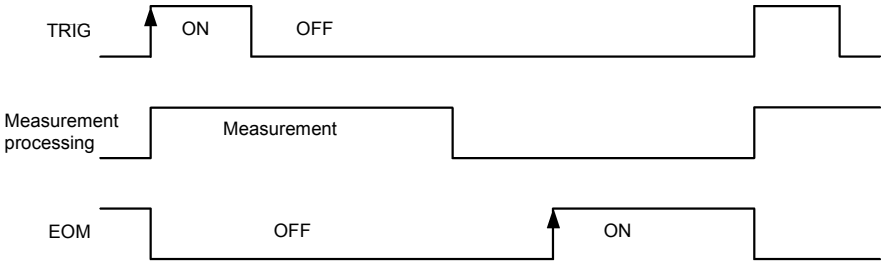 TRIG
ON
OFF
Measurement
processing
Measurement
EOM
OFF
ON